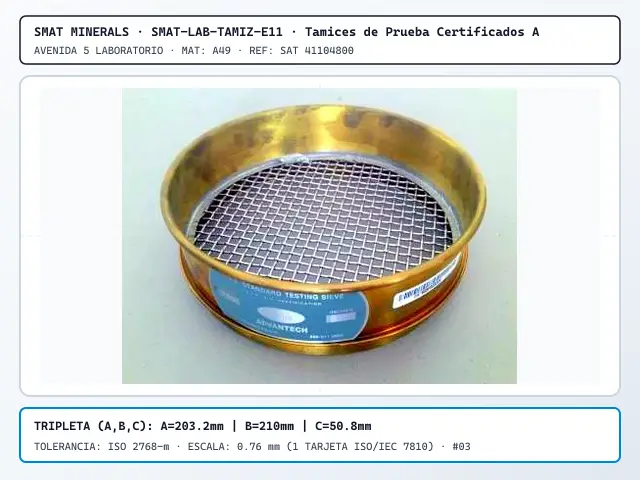 SMAT MINERALS · SMAT-LAB-TAMIZ-E11 · Tamices de Prueba Certificados A
AVENIDA 5 LABORATORIO · MAT: A49 · REF: SAT 41104800
STANDARD TESTING SIEVE
ADVANTECH
TRIPLETA (A,B,C): A=203.2mm | B=210mm | C=50.8mm
TOLERANCIA: ISO 2768-m · ESCALA: 0.76 mm (1 TARJETA ISO/IEC 7810) · #03